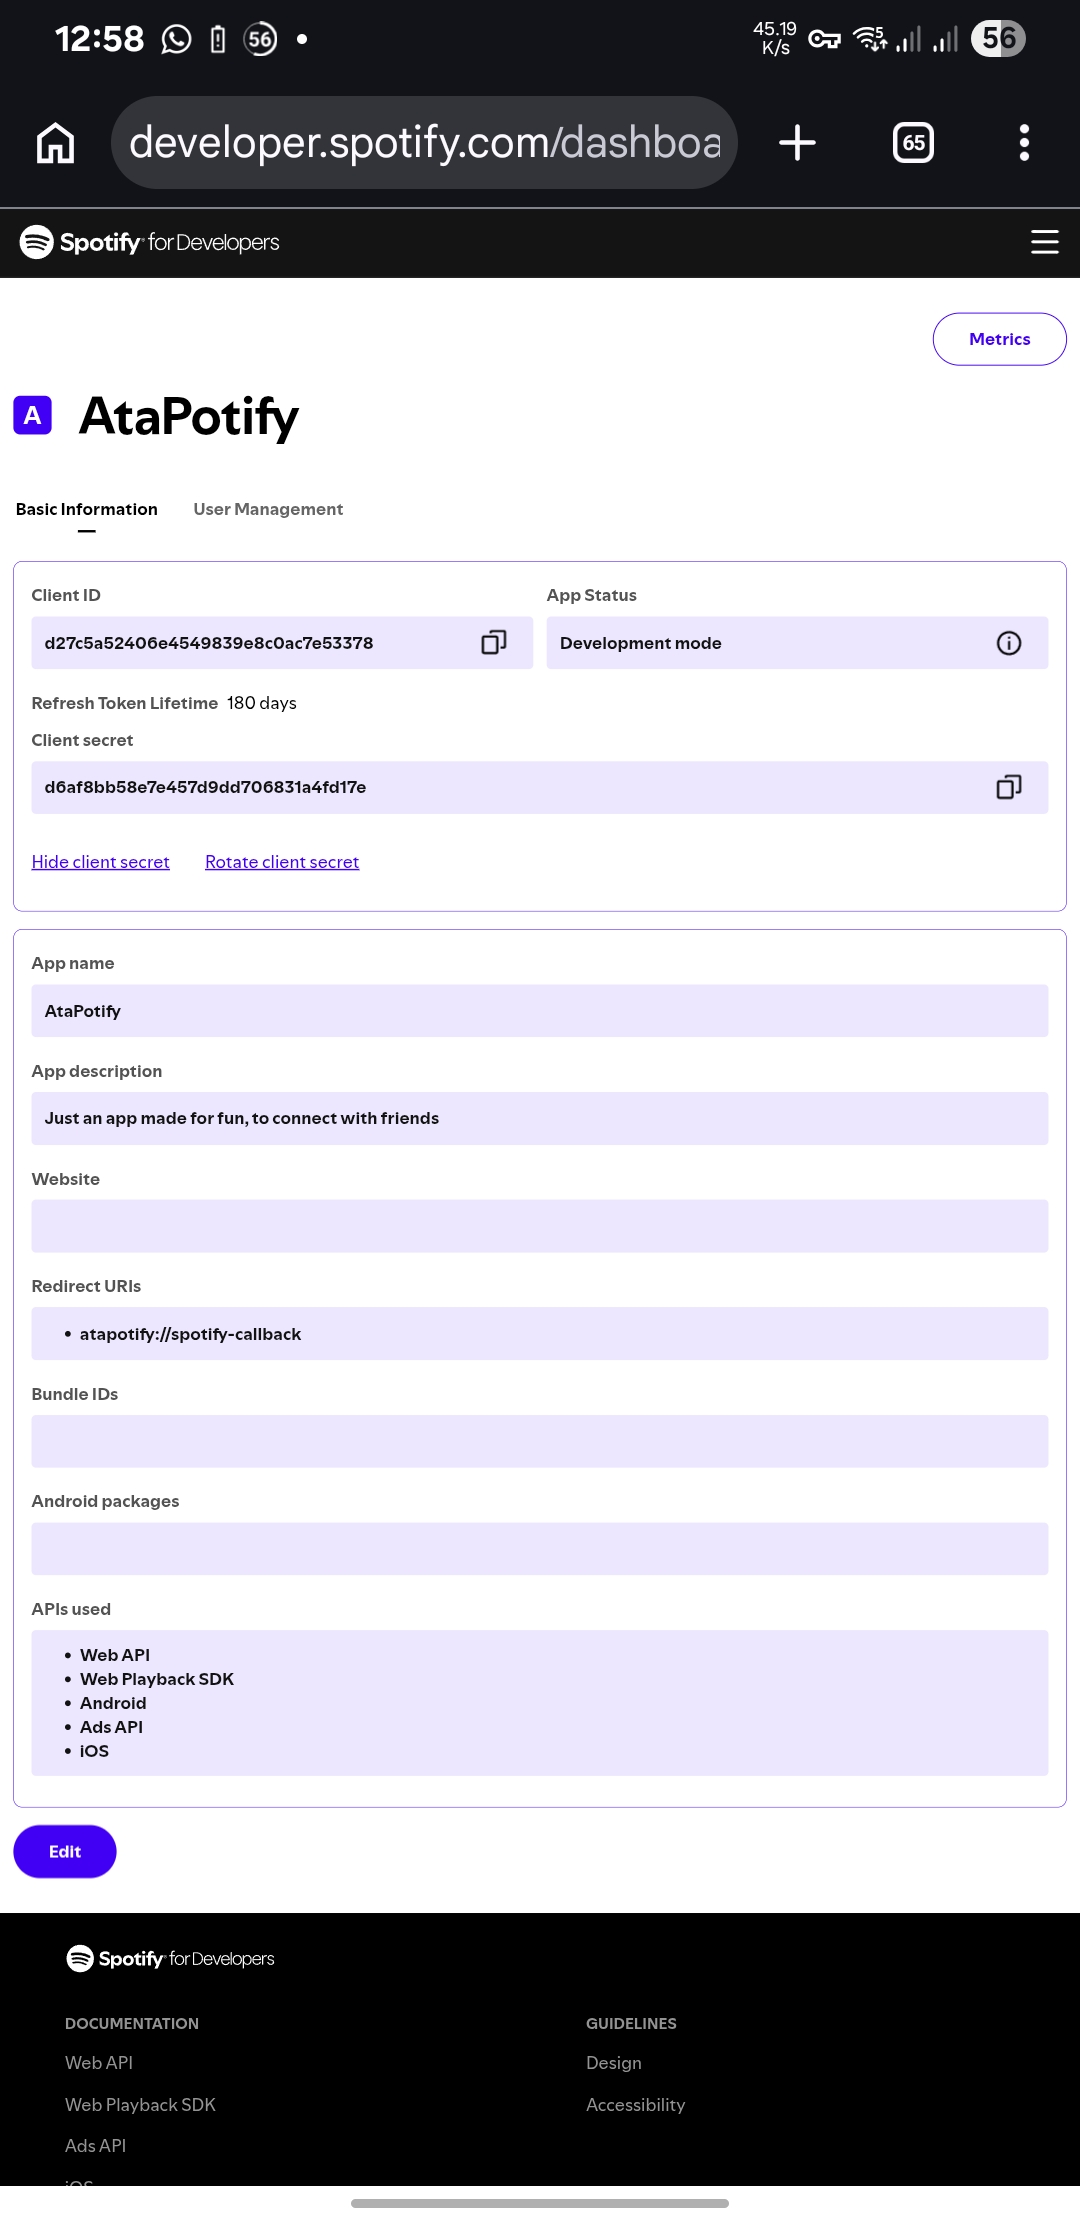 12:58
56
45.19
K/s
5
56
developer.spotify.com/dashboa
65
Spotify for Developers
Metrics
A
AtaPotify
Basic Information
User Management
Client ID
App Status
d27c5a52406e4549839e8c0ac7e53378
Development mode
Refresh Token Lifetime 180 days
Client secret
d6af8bb58e7e457d9dd706831a4fd17e
Hide client secret
Rotate client secret
App name
AtaPotify
App description
Just an app made for fun, to connect with friends
Website
Redirect URIs
• atapotify://spotify-callback
Bundle IDs
Android packages
APIs used
• Web API
• Web Playback SDK
• Android
• Ads API
• iOS
Edit
Spotify for Developers
DOCUMENTATION
GUIDELINES
Web API
Design
Web Playback SDK
Accessibility
Ads API
iOS